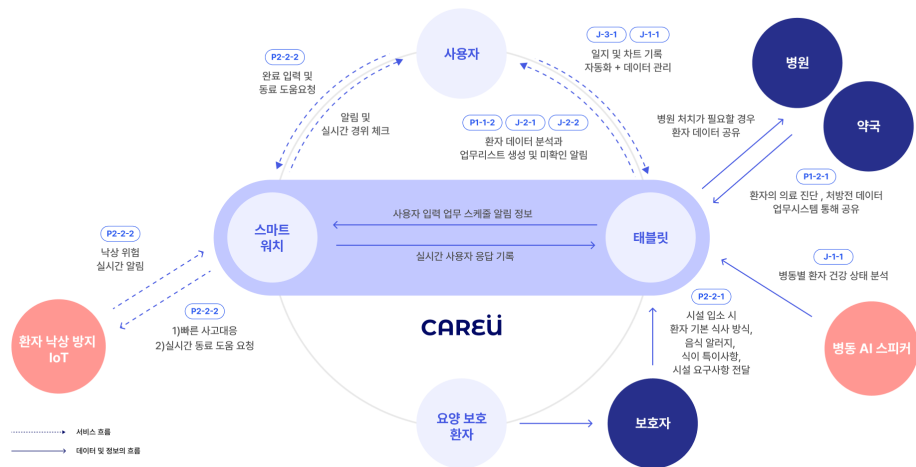 사용자
P2-2-2
완료 입력 및
동료 도움요청
알림 및
실시간 경위 체크
J-3-1
J-1-1
일지 및 차트 기록
자동화 + 데이터 관리
P1-1-2
J-2-1
J-2-2
환자 데이터 분석과
업무리스트 생성 및 미확인 알림
병원
약국
병원 처치가 필요할 경우
환자 데이터 공유
P1-2-1
환자의 의료 진단 , 처방전 데이터
업무시스템 통해 공유
스마트
워치
사용자 입력 업무 스케줄 알림 정보
실시간 사용자 응답 기록
태블릿
P2-2-2
낙상 위험
실시간 알림
J-1-1
병동별 환자 건강 상태 분석
P2-2-2
1)빠른 사고대응
2)실시간 동료 도움 요청
환자 낙상 방지
IoT
CAREÜ
P2-2-1
시설 입소 시
환자 기본 식사 방식,
음식 알러지,
식이 특이사항,
시설 요구사항 전달
병동 AI 스피커
요양 보호
환자
보호자
서비스 흐름
데이터 및 정보의 흐름